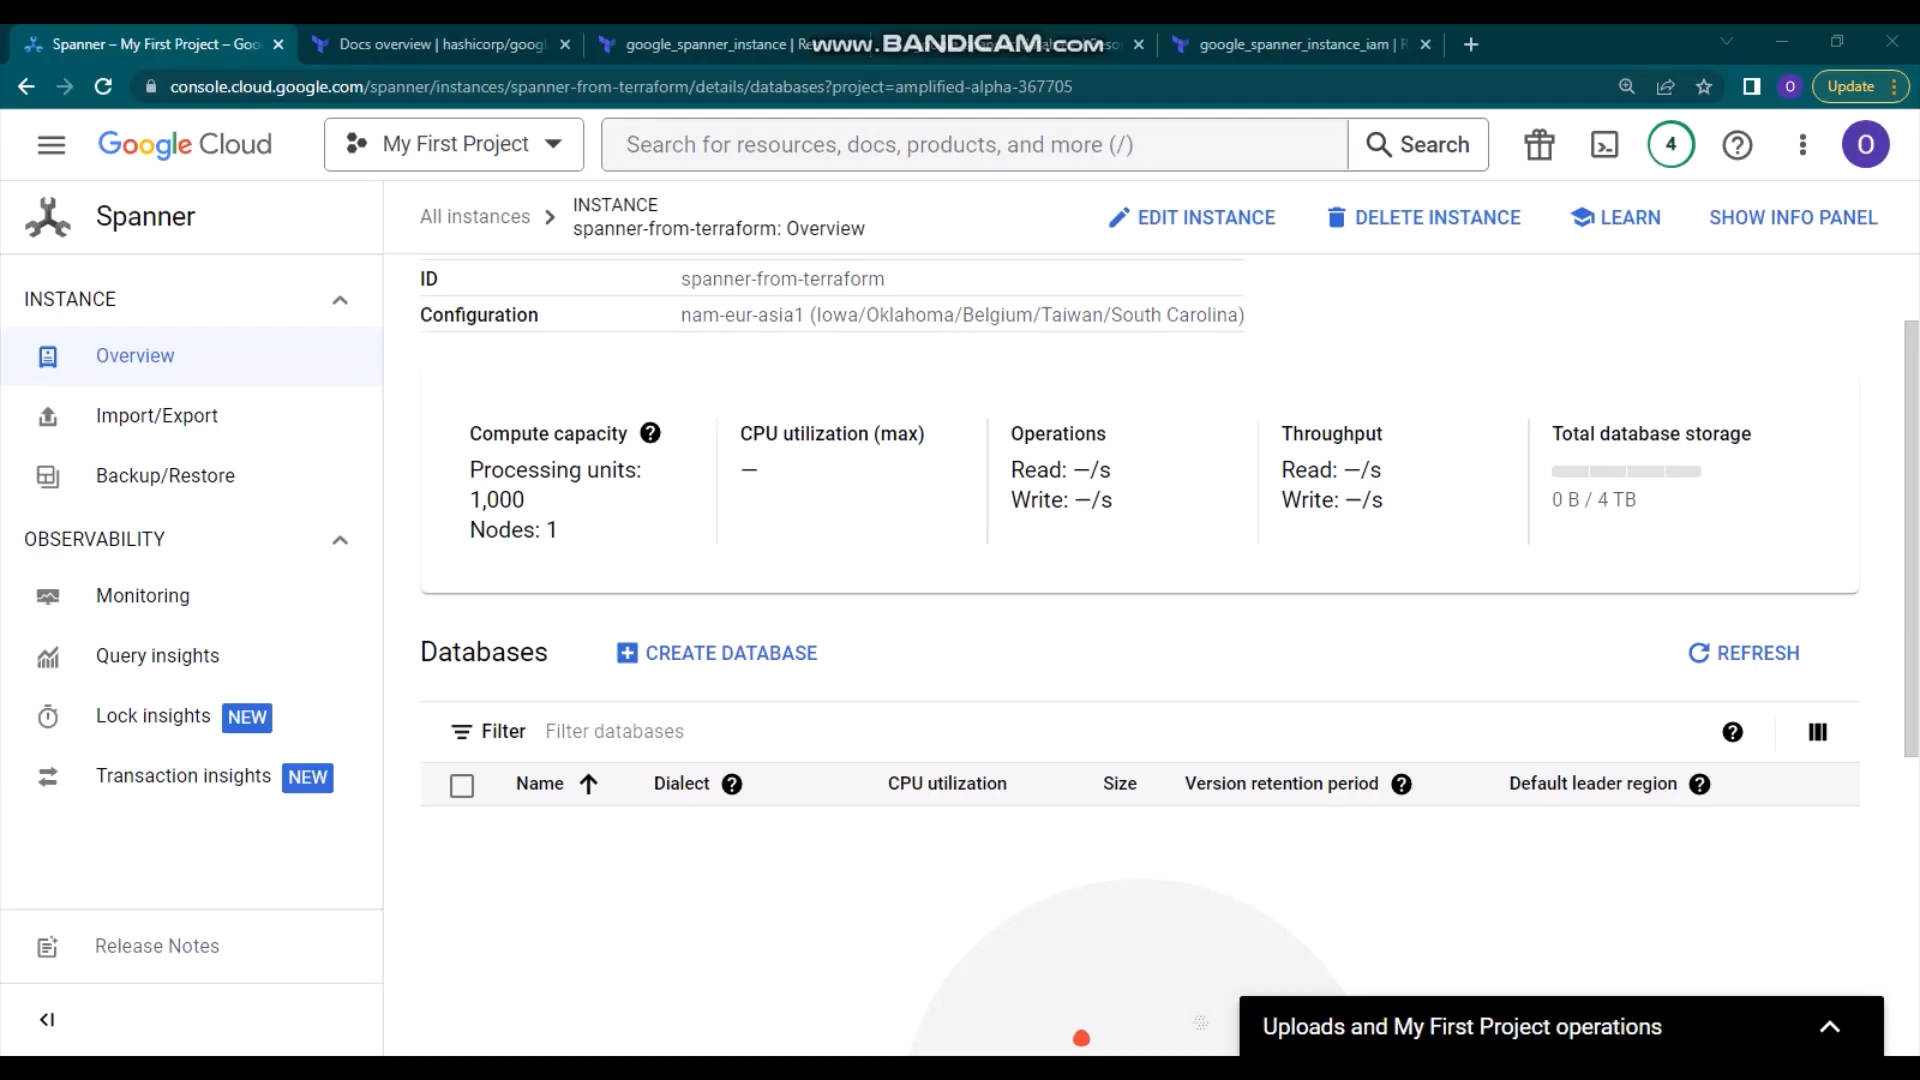 Spanner – My First Project – Goo
Docs overview | hashicorp/googl
google_spanner_instance | Re
www.BANDICAM.com
google_spanner_instance_iam | R
console.cloud.google.com/spanner/instances/spanner-from-terraform/details/databases?project=amplified-alpha-367705
O
Update
Google Cloud
My First Project
Search for resources, docs, products, and more (/)
Search
4
O
Spanner
All instances
INSTANCE
spanner-from-terraform: Overview
EDIT INSTANCE
DELETE INSTANCE
LEARN
SHOW INFO PANEL
INSTANCE
Overview
Import/Export
Backup/Restore
OBSERVABILITY
Monitoring
Query insights
Lock insights NEW
Transaction insights NEW
Release Notes
ID spanner-from-terraform
Configuration nam-eur-asia1 (Iowa/Oklahoma/Belgium/Taiwan/South Carolina)
Compute capacity
Processing units:
1,000
Nodes: 1
CPU utilization (max)
—
Operations
Read: —/s
Write: —/s
Throughput
Read: —/s
Write: —/s
Total database storage
0 B / 4 TB
Databases
CREATE DATABASE
REFRESH
Filter Filter databases
Name Dialect CPU utilization Size Version retention period Default leader region
Uploads and My First Project operations